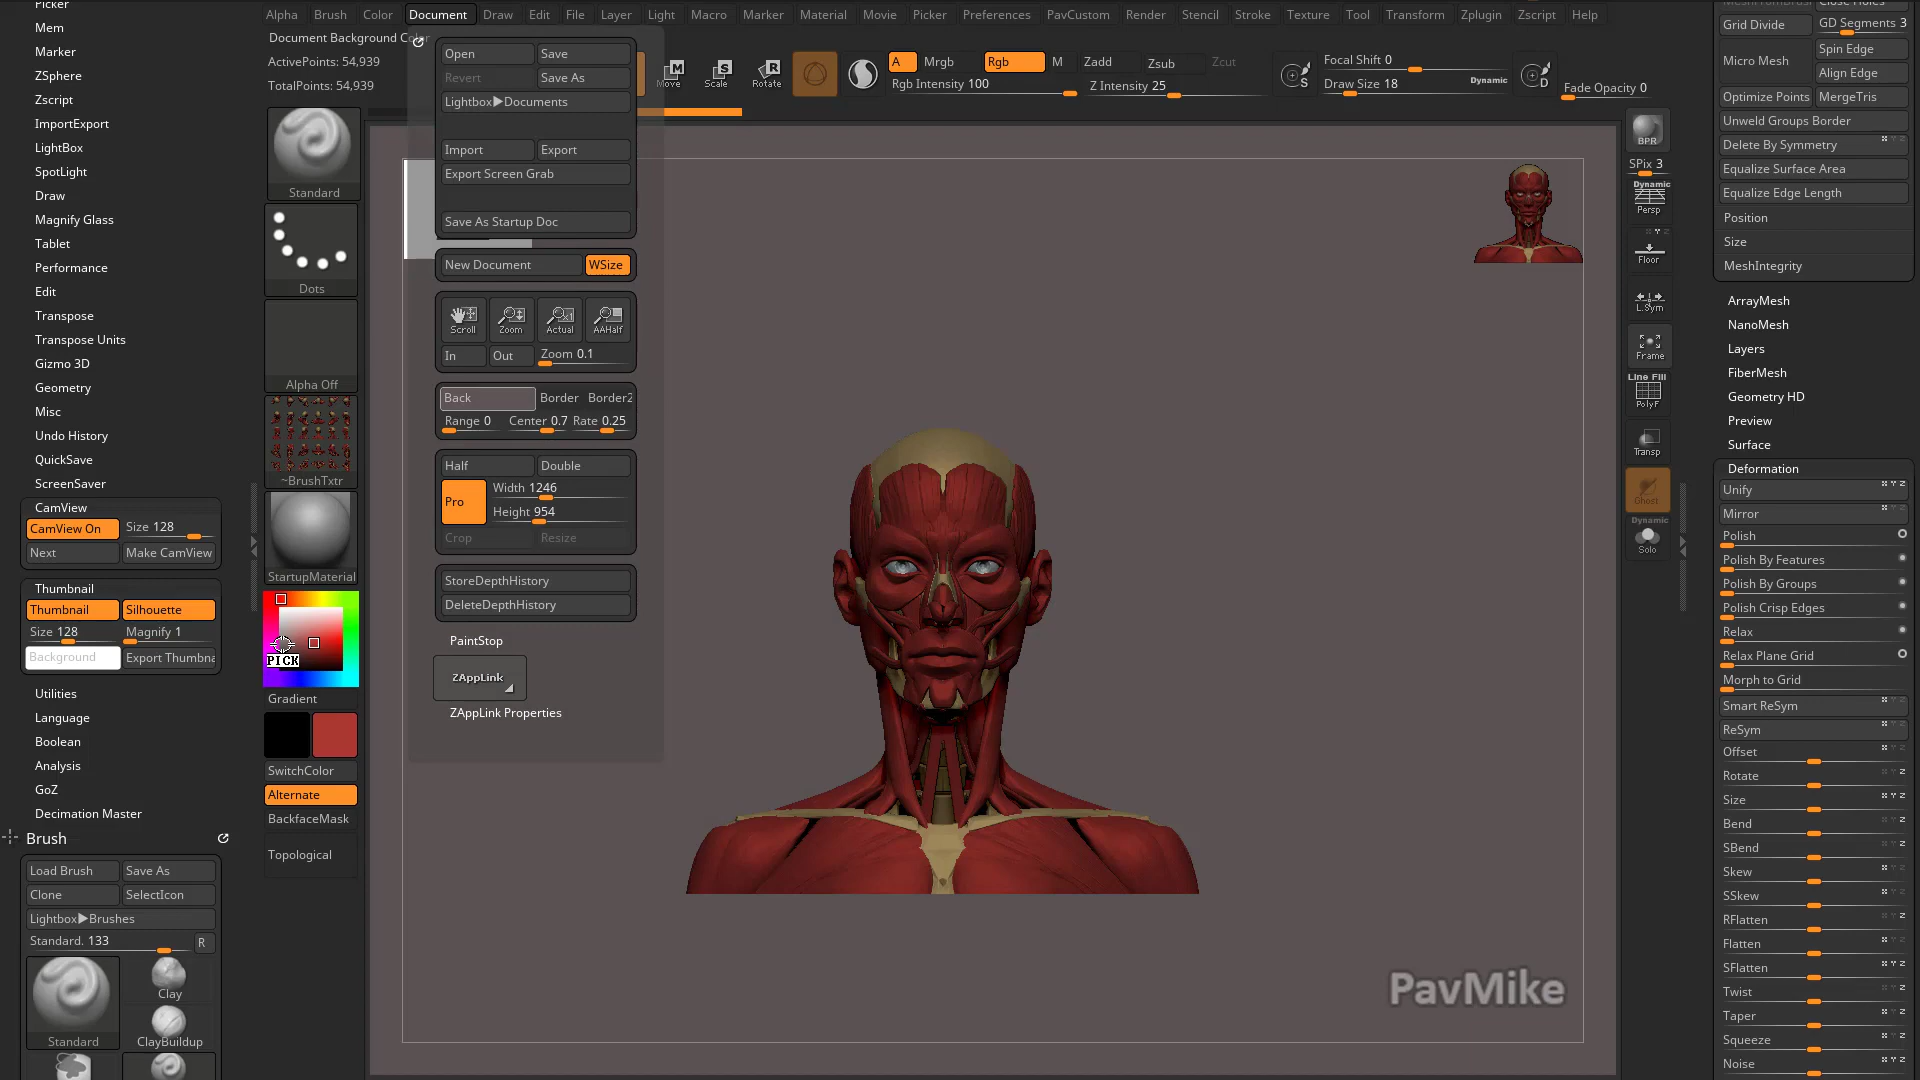 Picker
Mem
Marker
ZSphere
Zscript
ImportExport
LightBox
SpotLight
Draw
Magnify Glass
Tablet
Performance
Edit
Transpose
Transpose Units
Gizmo 3D
Geometry
Misc
Undo History
QuickSave
ScreenSaver
CamView
CamView On Size 128
Next Make CamView
Thumbnail
Thumbnail Silhouette
Size 128 Magnify 1
Background Export Thumbna
Utilities
Language
Boolean
Analysis
GoZ
Decimation Master
Brush
Load Brush Save As
Clone SelectIcon
Lightbox▶Brushes
Standard. 133 R
Clay
Standard ClayBuildup
Alpha Brush Color Document Draw Edit File Layer Light Macro Marker Material Movie Picker Preferences PavCustom Render Stencil Stroke Texture Tool Transform Zplugin Zscript Help
Document Background Co
ActivePoints: 54,939
TotalPoints: 54,939
Standard
Dots
Alpha Off
~BrushTxtr
StartupMaterial
PICK
Gradient
SwitchColor
Alternate
BackfaceMask
Topological
Open Save
Revert Save As
Lightbox▶Documents
Import Export
Export Screen Grab
Save As Startup Doc
New Document WSize
Scroll Zoom Actual AAHalf
In Out Zoom 0.1
Back Border Border2
Range 0 Center 0.7 Rate 0.25
Half Double
Pro Width 1246
Height 954
Crop Resize
StoreDepthHistory
DeleteDepthHistory
PaintStop
ZAppLink
ZAppLink Properties
Move Scale Rotate
A Mrgb Rgb M Zadd Zsub Zcut
Rgb Intensity 100 Z Intensity 25
S Focal Shift 0
Draw Size 18 Dynamic
D Fade Opacity 0
PavMike
BPR
SPix 3
Dynamic
Persp
Floor
L.Sym
Frame
Line Fill
PolyF
Transp
Ghost
Dynamic
Solo
Close Holes
Grid Divide GD Segments 3
Micro Mesh Spin Edge
Align Edge
Optimize Points MergeTris
Unweld Groups Border
Delete By Symmetry
Equalize Surface Area
Equalize Edge Length
Position
Size
MeshIntegrity
ArrayMesh
NanoMesh
Layers
FiberMesh
Geometry HD
Preview
Surface
Deformation
Unify
Mirror
Polish
Polish By Features
Polish By Groups
Polish Crisp Edges
Relax
Relax Plane Grid
Morph to Grid
Smart ReSym
ReSym
Offset
Rotate
Size
Bend
SBend
Skew
SSkew
RFlatten
Flatten
SFlatten
Twist
Taper
Squeeze
Noise